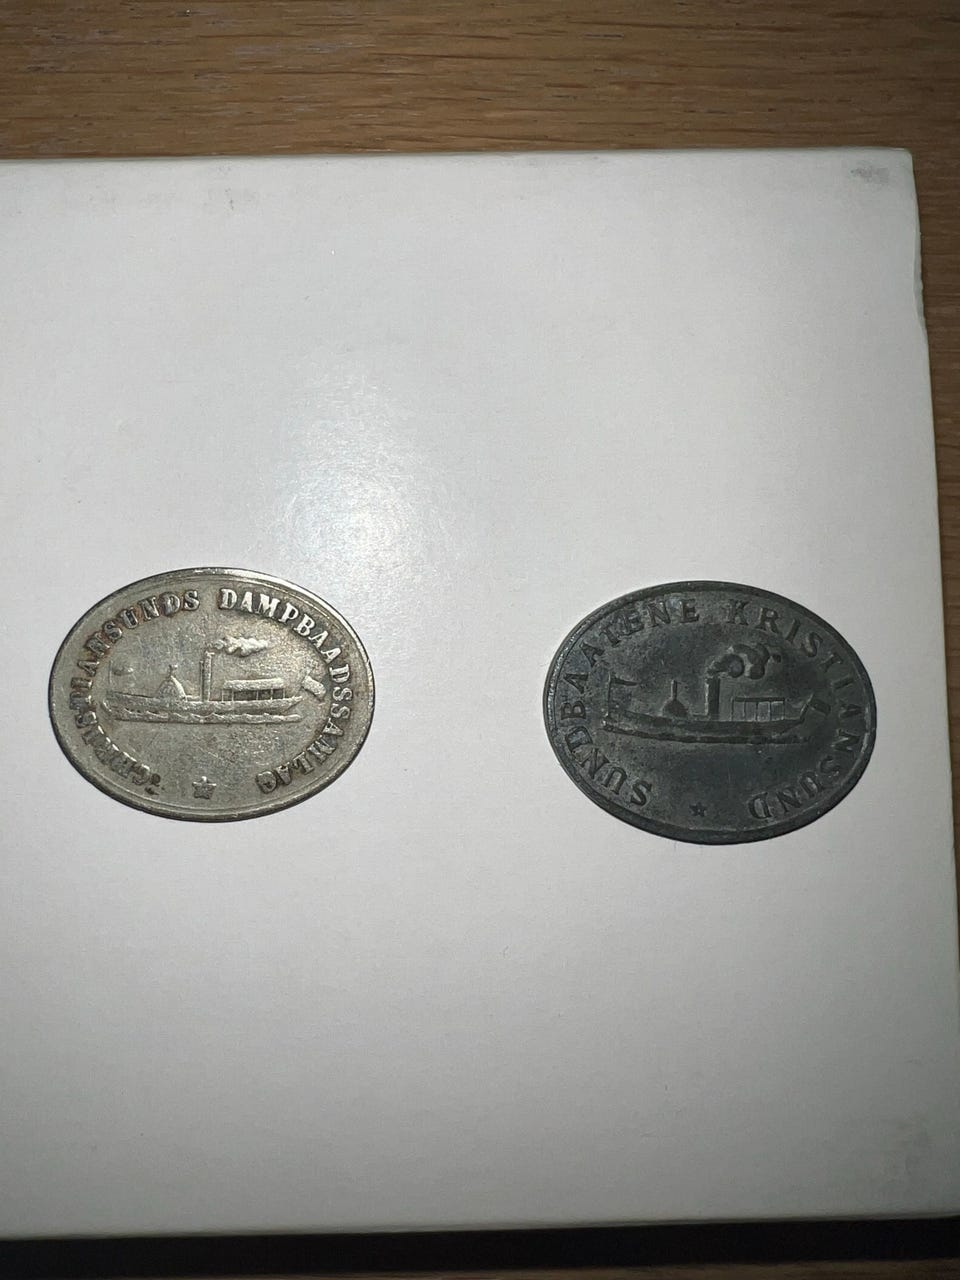 CHRISTIANSUNDS DAMPBAADSSAMLAG
SUNDBAATENE KRISTIANSUND